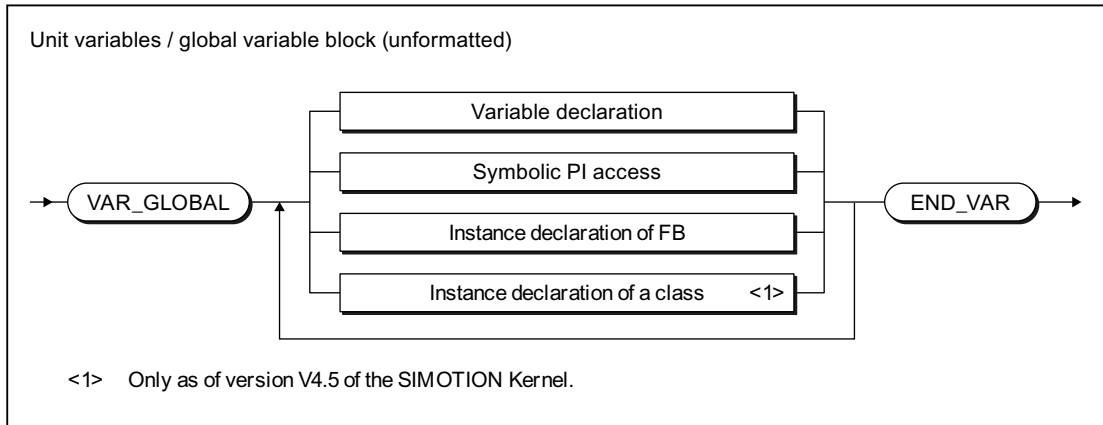 Unit variables / global variable block (unformatted)
Variable declaration
Symbolic PI access
VAR_GLOBAL
END_VAR
Instance declaration of FB
Instance declaration of a class <1>
<1> Only as of version V4.5 of the SIMOTION Kernel.